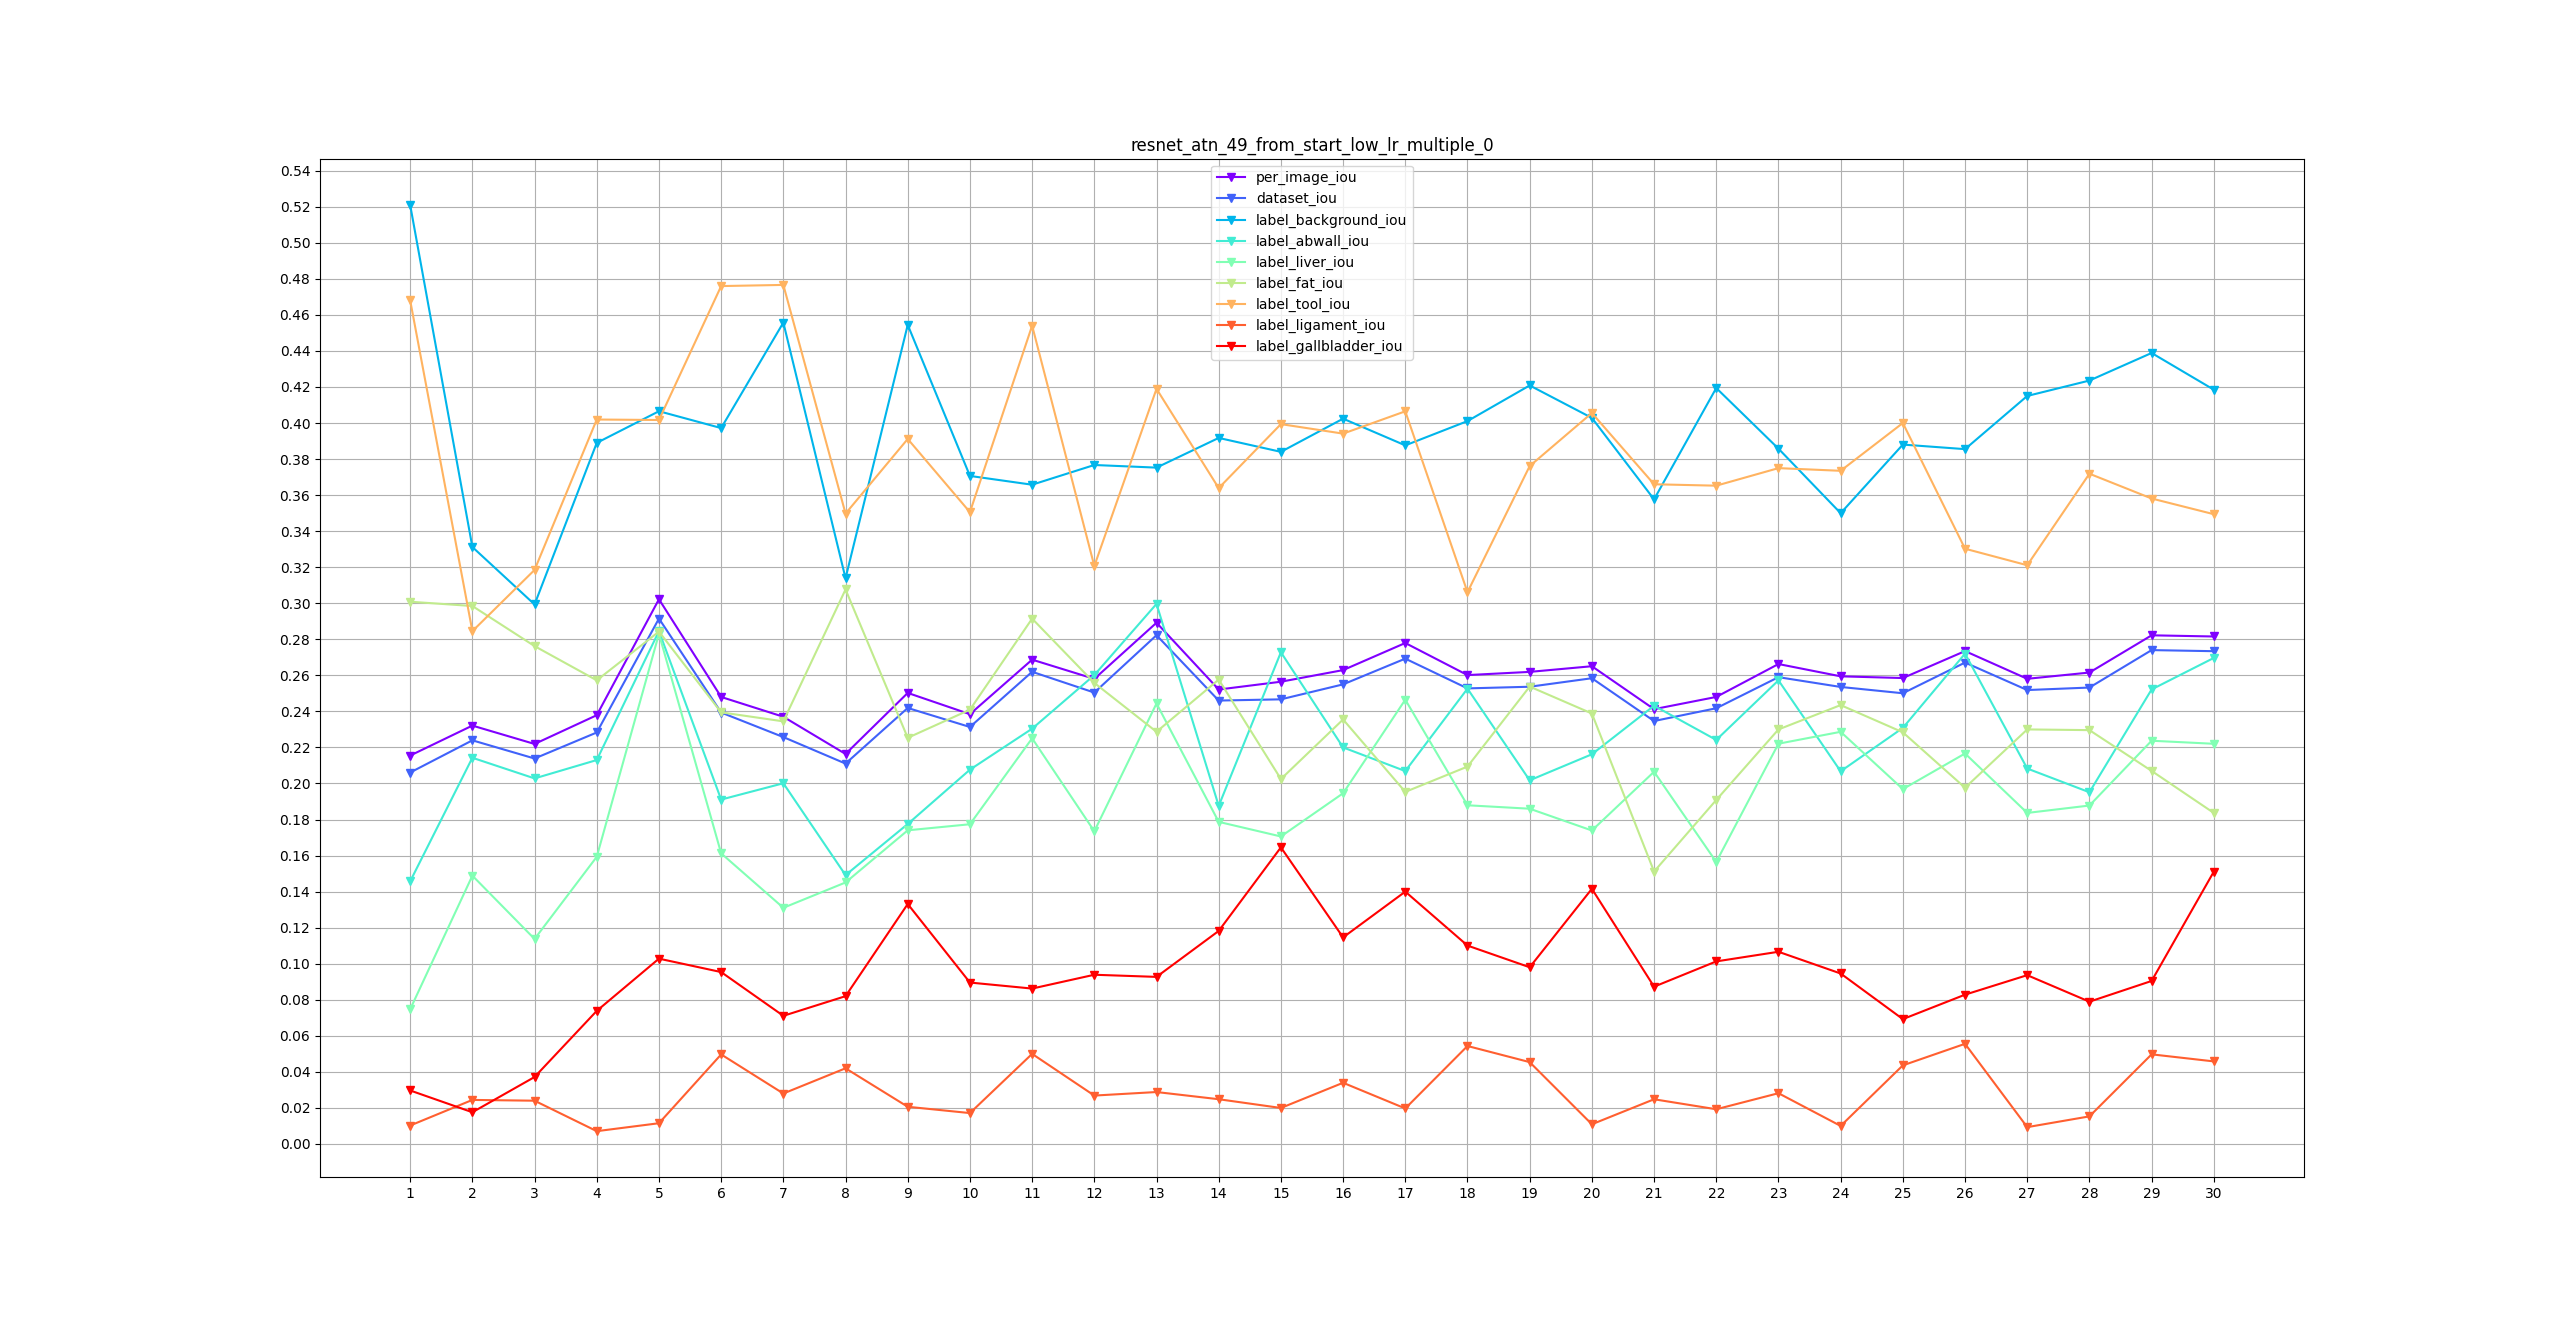 resnet_atn_49_from_start_low_lr_multiple_0
per_image_iou
dataset_iou
label_background_iou
label_abwall_iou
label_liver_iou
label_fat_iou
label_tool_iou
label_ligament_iou
label_gallbladder_iou
0.54
0.52
0.50
0.48
0.46
0.44
0.42
0.40
0.38
0.36
0.34
0.32
0.30
0.28
0.26
0.24
0.22
0.20
0.18
0.16
0.14
0.12
0.10
0.08
0.06
0.04
0.02
0.00
1 2 3 4 5 6 7 8 9 10 11 12 13 14 15 16 17 18 19 20 21 22 23 24 25 26 27 28 29 30